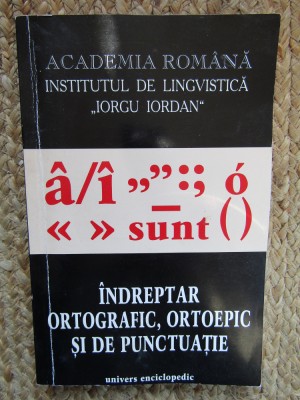 ACADEMIA ROMÂNĂ
INSTITUTUL DE LINGVISTICĂ
„IORGU IORDAN“
â/î „”–:; ó
« » sunt ()
ÎNDREPTAR
ORTOGRAFIC, ORTOEPIC
ȘI DE PUNCTUAȚIE
univers enciclopedic